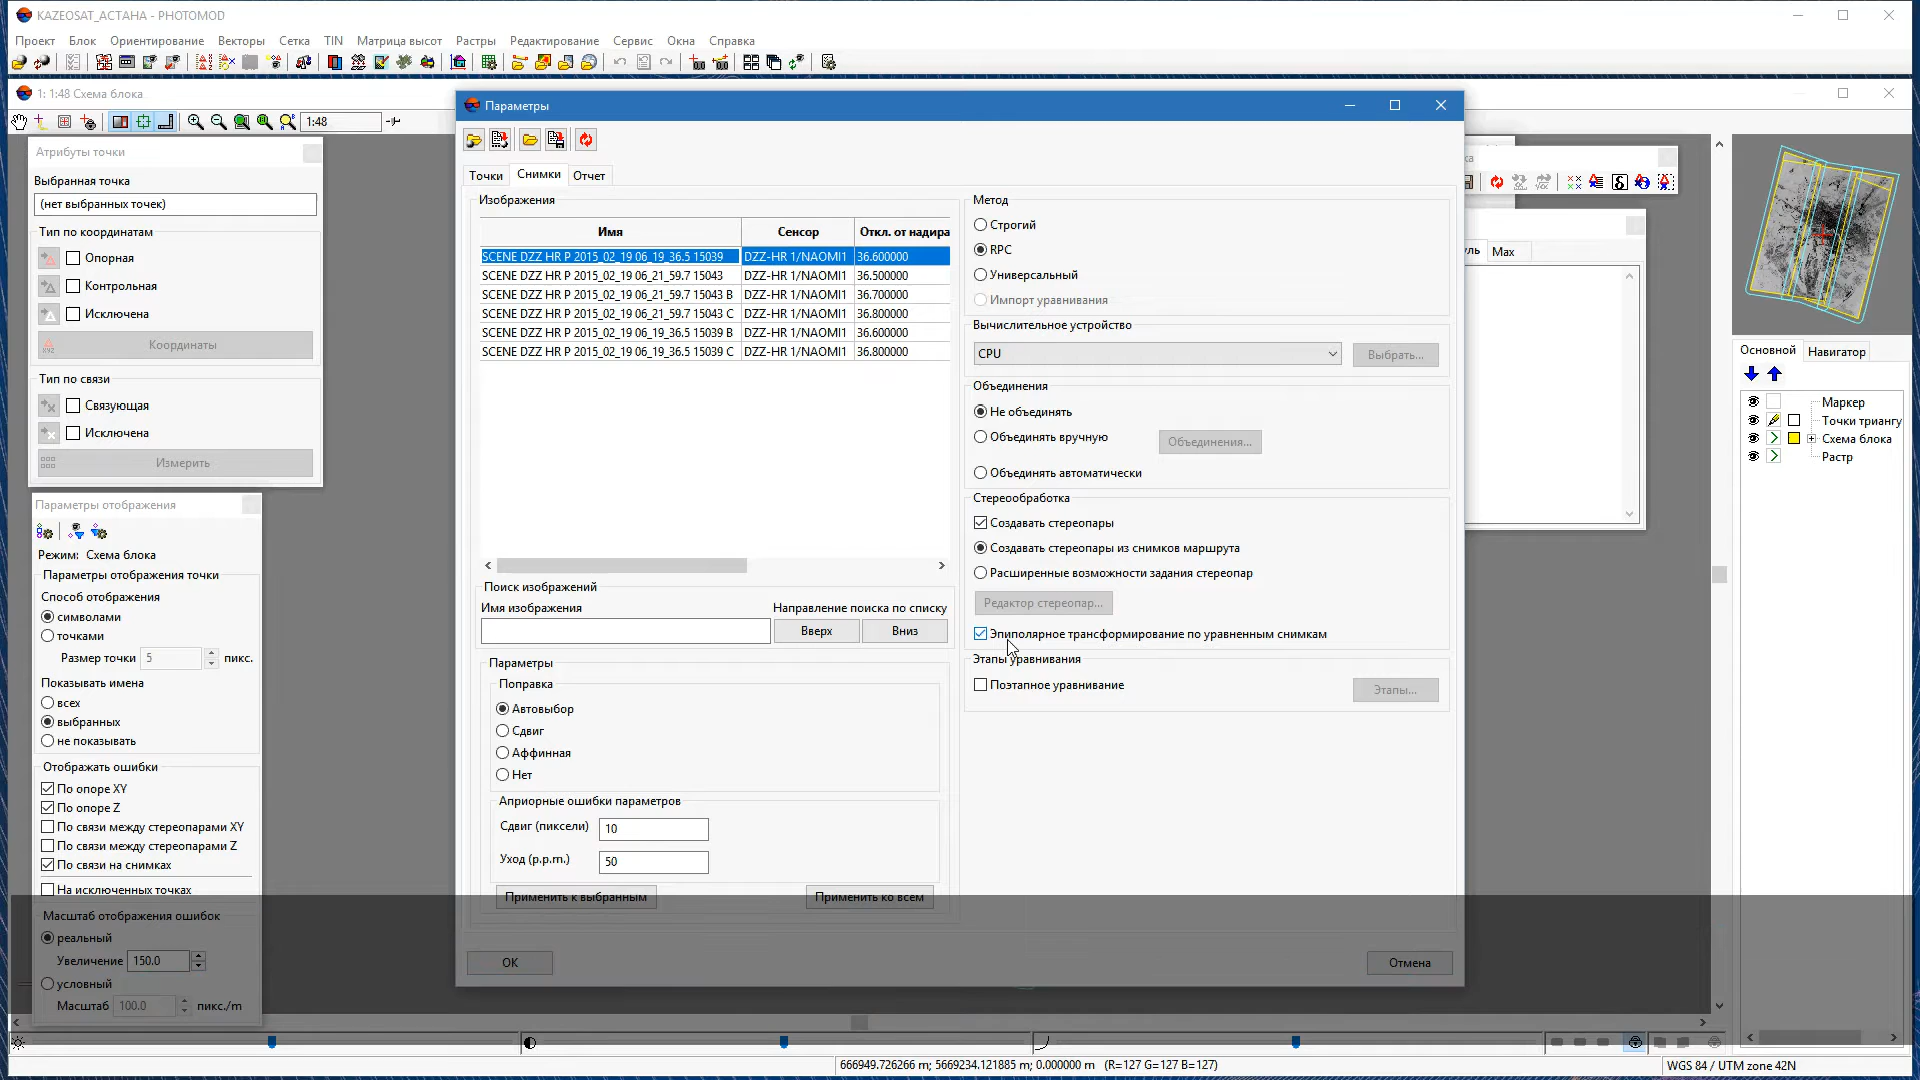 KAZEOSAT_АСТАНА - PHOTOMOD
Проект Блок Ориентирование Векторы Сетка TIN Матрица высот Растры Редактирование Сервис Окна Справка
1: 1:48 Схема блока
1:48
Атрибуты точки
Выбранная точка
(нет выбранных точек)
Тип по координатам
Опорная
Контрольная
Исключена
Координаты
Тип по связи
Связующая
Исключена
Измерить
Параметры отображения
Режим: Схема блока
Параметры отображения точки
Способ отображения
символами
точками
Размер точки 5 пикс.
Показывать имена
всех
выбранных
не показывать
Отображать ошибки
По опоре XY
По опоре Z
По связи между стереопарами XY
По связи между стереопарами Z
По связи на снимках
На исключенных точках
Масштаб отображения ошибок
реальный
Увеличение 150.0
условный
Масштаб 100.0 пикс./m
Параметры
Точки Снимки Отчет
Изображения
Имя Сенсор Откл. от надира
SCENE DZZ HR P 2015_02_19 06_19_36.5 15039 DZZ-HR 1/NAOMI1 36.600000
SCENE DZZ HR P 2015_02_19 06_21_59.7 15043 DZZ-HR 1/NAOMI1 36.500000
SCENE DZZ HR P 2015_02_19 06_21_59.7 15043 B DZZ-HR 1/NAOMI1 36.700000
SCENE DZZ HR P 2015_02_19 06_21_59.7 15043 C DZZ-HR 1/NAOMI1 36.800000
SCENE DZZ HR P 2015_02_19 06_19_36.5 15039 B DZZ-HR 1/NAOMI1 36.600000
SCENE DZZ HR P 2015_02_19 06_19_36.5 15039 C DZZ-HR 1/NAOMI1 36.800000
Поиск изображений
Имя изображения Направление поиска по списку
Вверх Вниз
Параметры
Поправка
Автовыбор
Сдвиг
Аффинная
Нет
Априорные ошибки параметров
Сдвиг (пиксели) 10
Уход (p.p.m.) 50
Применить к выбранным Применить ко всем
Метод
Строгий
RPC
Универсальный
Импорт уравнивания
Вычислительное устройство
CPU Выбрать...
Объединения
Не объединять
Объединять вручную Объединения...
Объединять автоматически
Стереообработка
Создавать стереопары
Создавать стереопары из снимков маршрута
Расширенные возможности задания стереопар
Редактор стереопар...
Эпиполярное трансформирование по уравненным снимкам
Этапы уравнивания
Поэтапное уравнивание Этапы...
OK Отмена
ка
ль Max
Основной Навигатор
Маркер
Точки триангу
Схема блока
Растр
666949.726266 m; 5669234.121885 m; 0.000000 m (R=127 G=127 B=127)
WGS 84 / UTM zone 42N